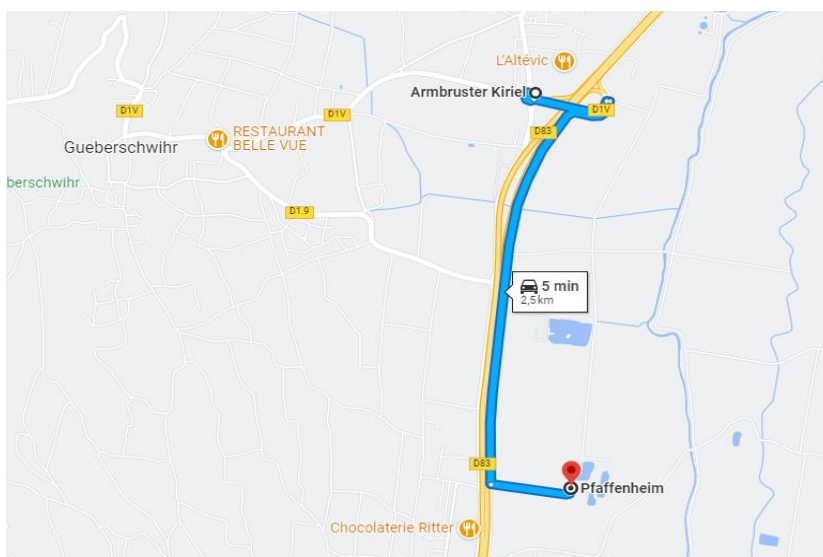 L'Altévic
Armbruster Kiriel
D1V
D1V
D1V
D83
RESTAURANT
BELLE VUE
Gueberschwihr
berschwihr
D1.9
5 min
2,5 km
D83
Pfaffenheim
Chocolaterie Ritter